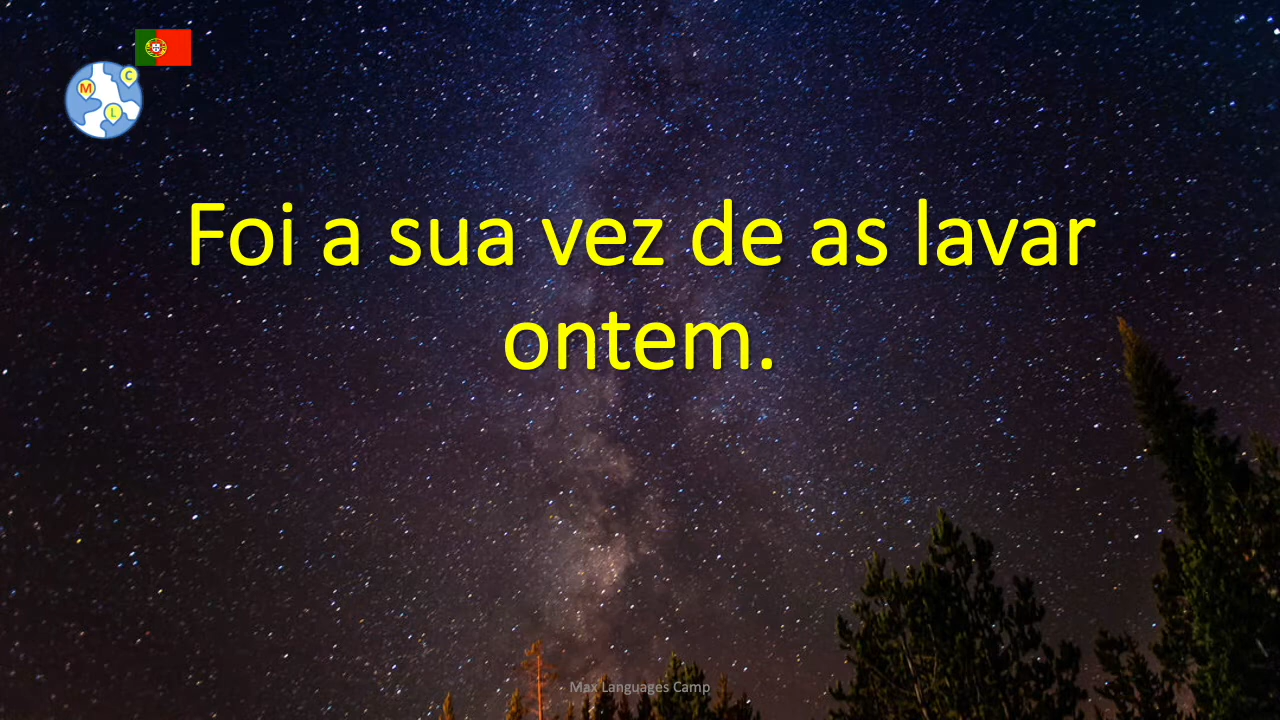 C
M
L
Foi a sua vez de as lavar
ontem.
Max Languages Camp